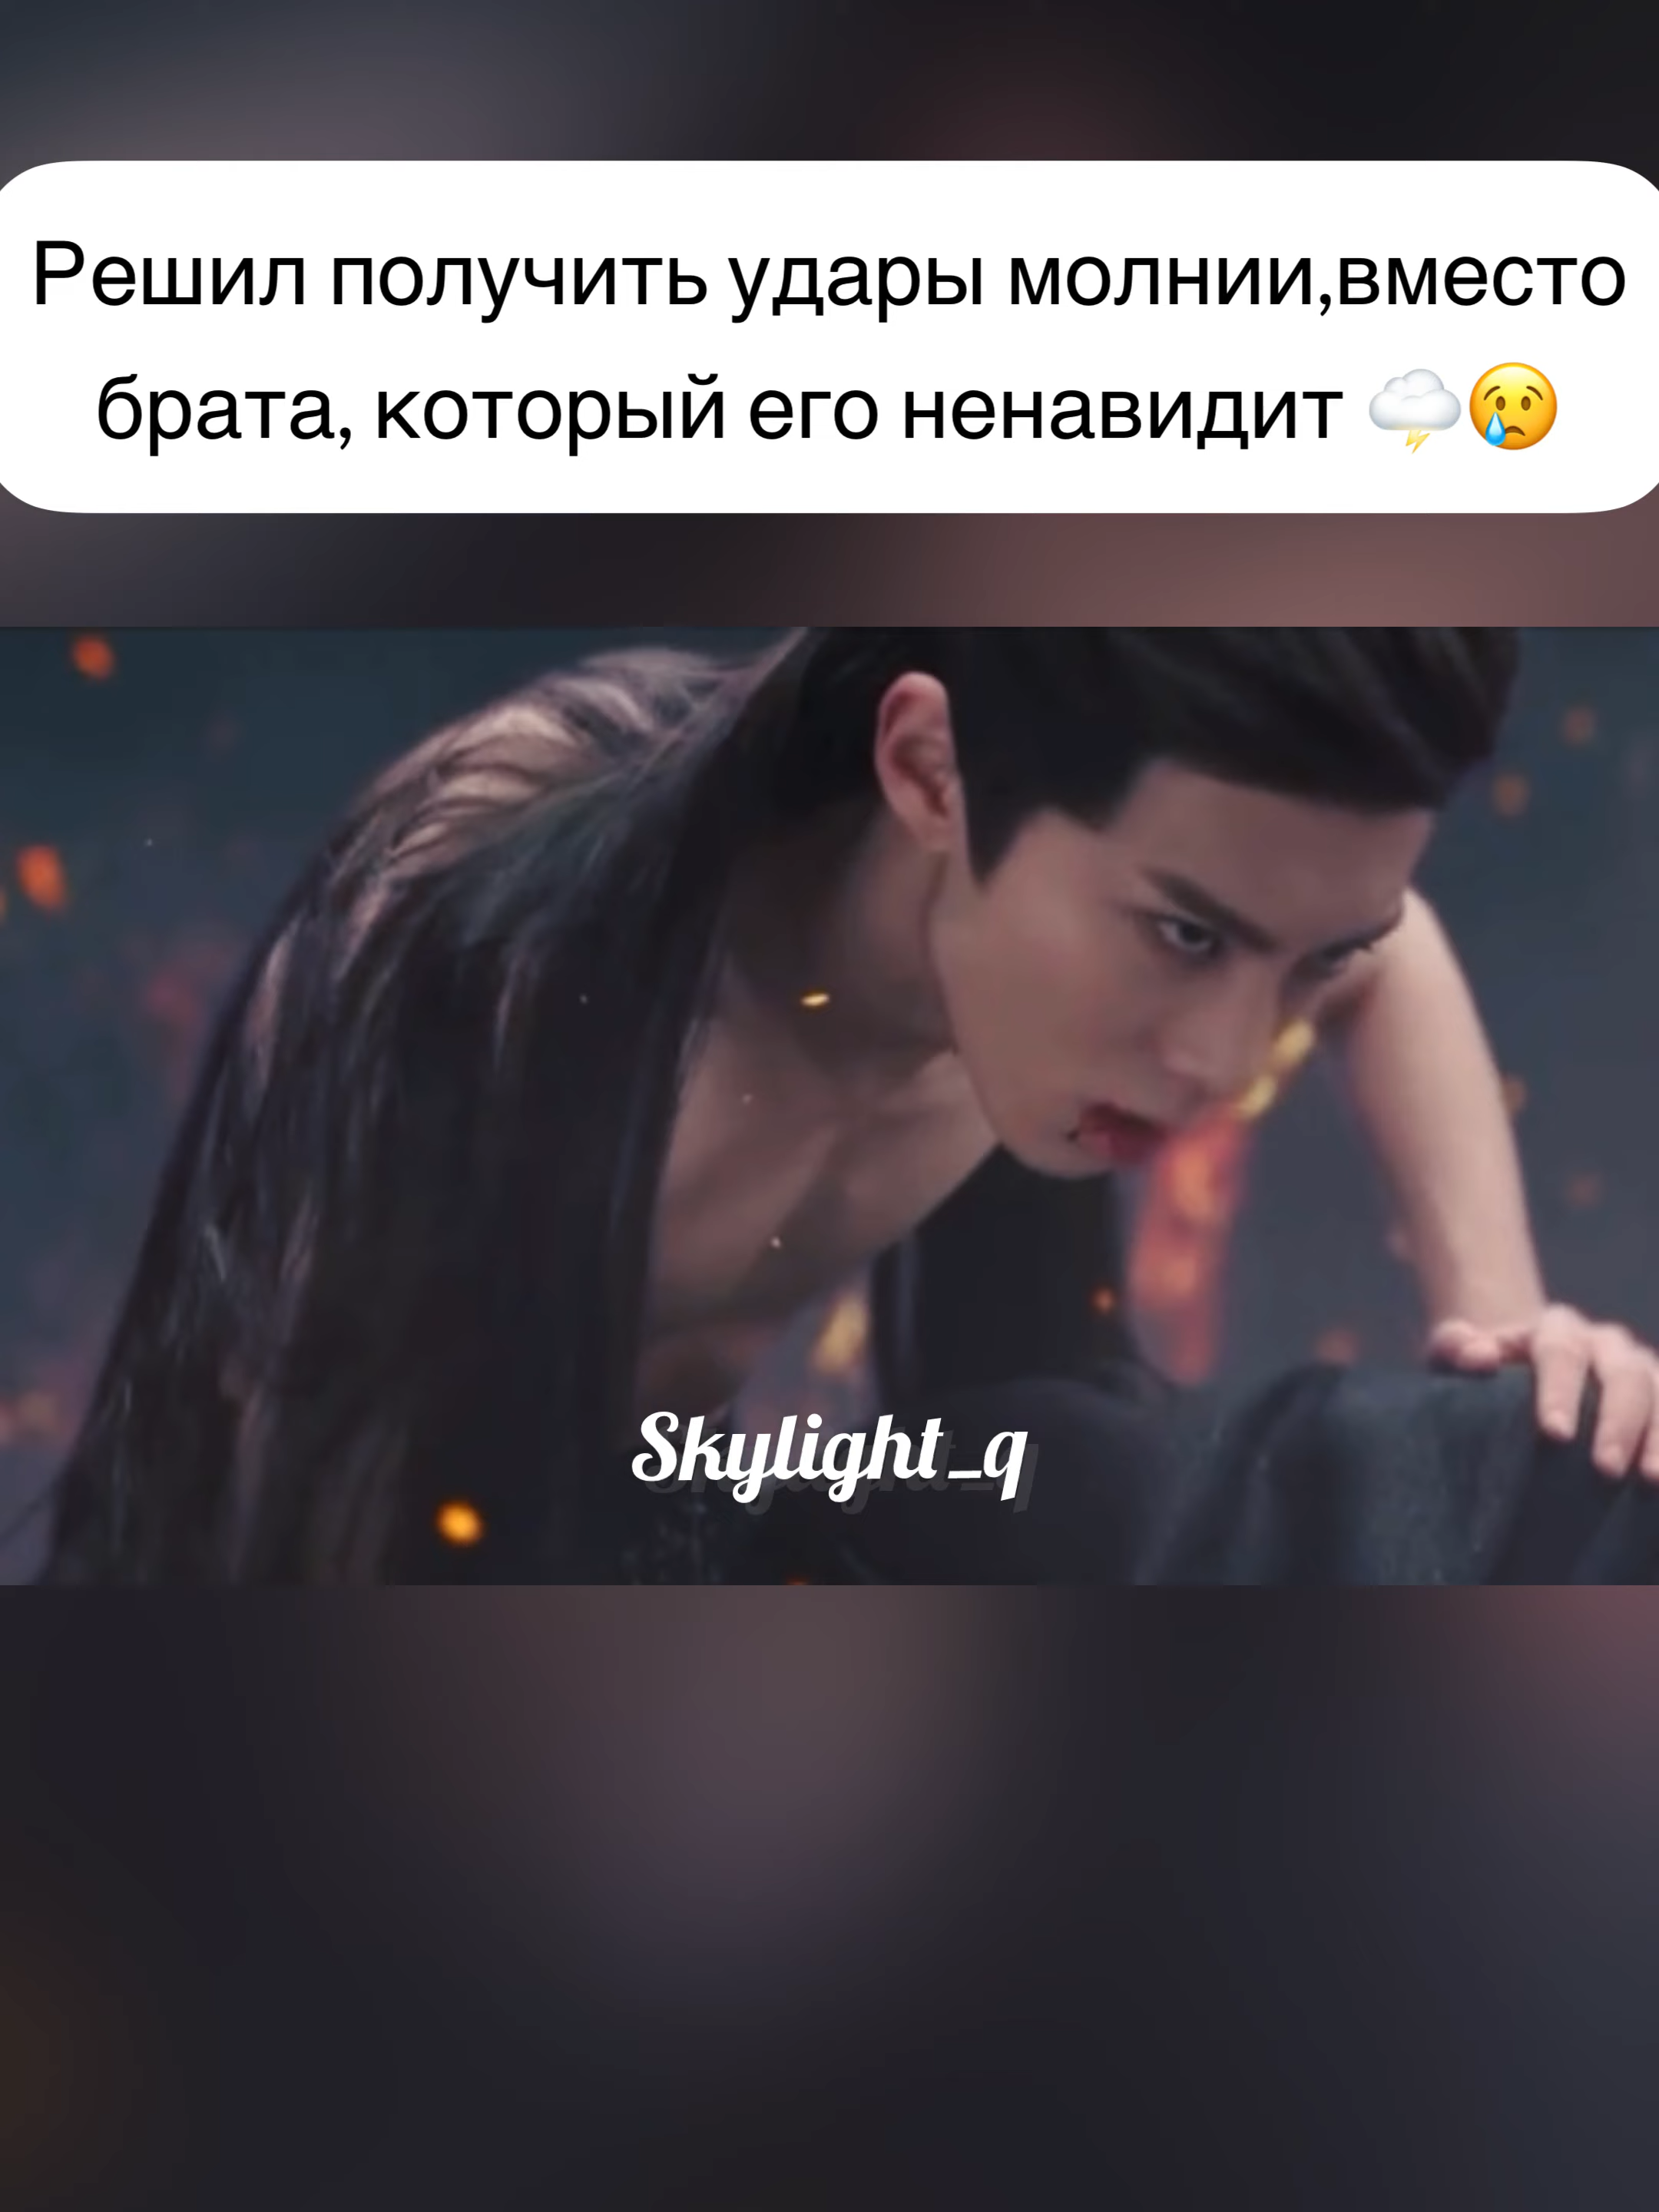 Решил получить удары молнии,вместо
брата, который его ненавидит 🌩️😢
Skylight_q